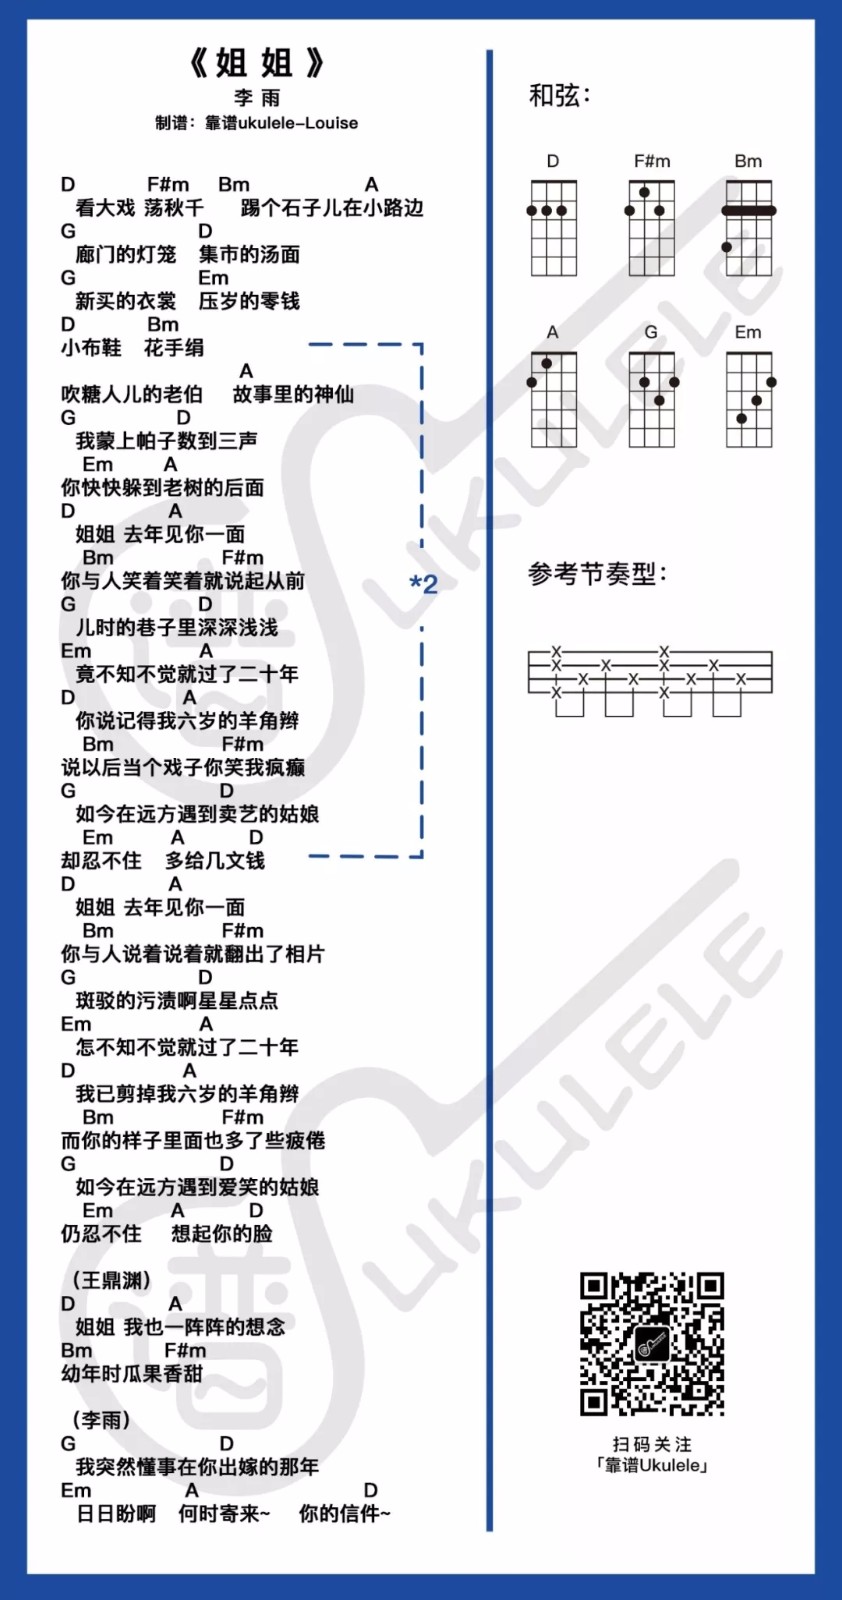 《姐姐》
李雨
制谱：靠谱ukulele-Louise
D F#m Bm A
看大戏 荡秋千 踢个石子儿在小路边
G D
廊门的灯笼 集市的汤面
G Em
新买的衣裳 压岁的零钱
D Bm
小布鞋 花手绢
A
吹糖人儿的老伯 故事里的神仙
G D
我蒙上帕子数到三声
Em A
你快快躲到老树的后面
D A
姐姐 去年见你一面
Bm F#m
你与人笑着笑着就说起从前
G D
儿时的巷子里深深浅浅
Em A
竟不知不觉就过了二十年
D A
你说记得我六岁的羊角辫
Bm F#m
说以后当个戏子你笑我疯癫
G D
如今在远方遇到卖艺的姑娘
Em A D
却忍不住 多给几文钱
*2
D A
姐姐 去年见你一面
Bm F#m
你与人说着说着就翻出了相片
G D
斑驳的污渍啊星星点点
Em A
怎不知不觉就过了二十年
D A
我已剪掉我六岁的羊角辫
Bm F#m
而你的样子里面也多了些疲倦
G D
如今在远方遇到爱笑的姑娘
Em A D
仍忍不住 想起你的脸
（王鼎渊）
D A
姐姐 我也一阵阵的想念
Bm F#m
幼年时瓜果香甜
（李雨）
G D
我突然懂事在你出嫁的那年
Em A D
日日盼啊 何时寄来~ 你的信件~
和弦：
D F#m Bm
A G Em
参考节奏型：
扫码关注
「靠谱Ukulele」
谱 UKULELE
谱 UKULELE